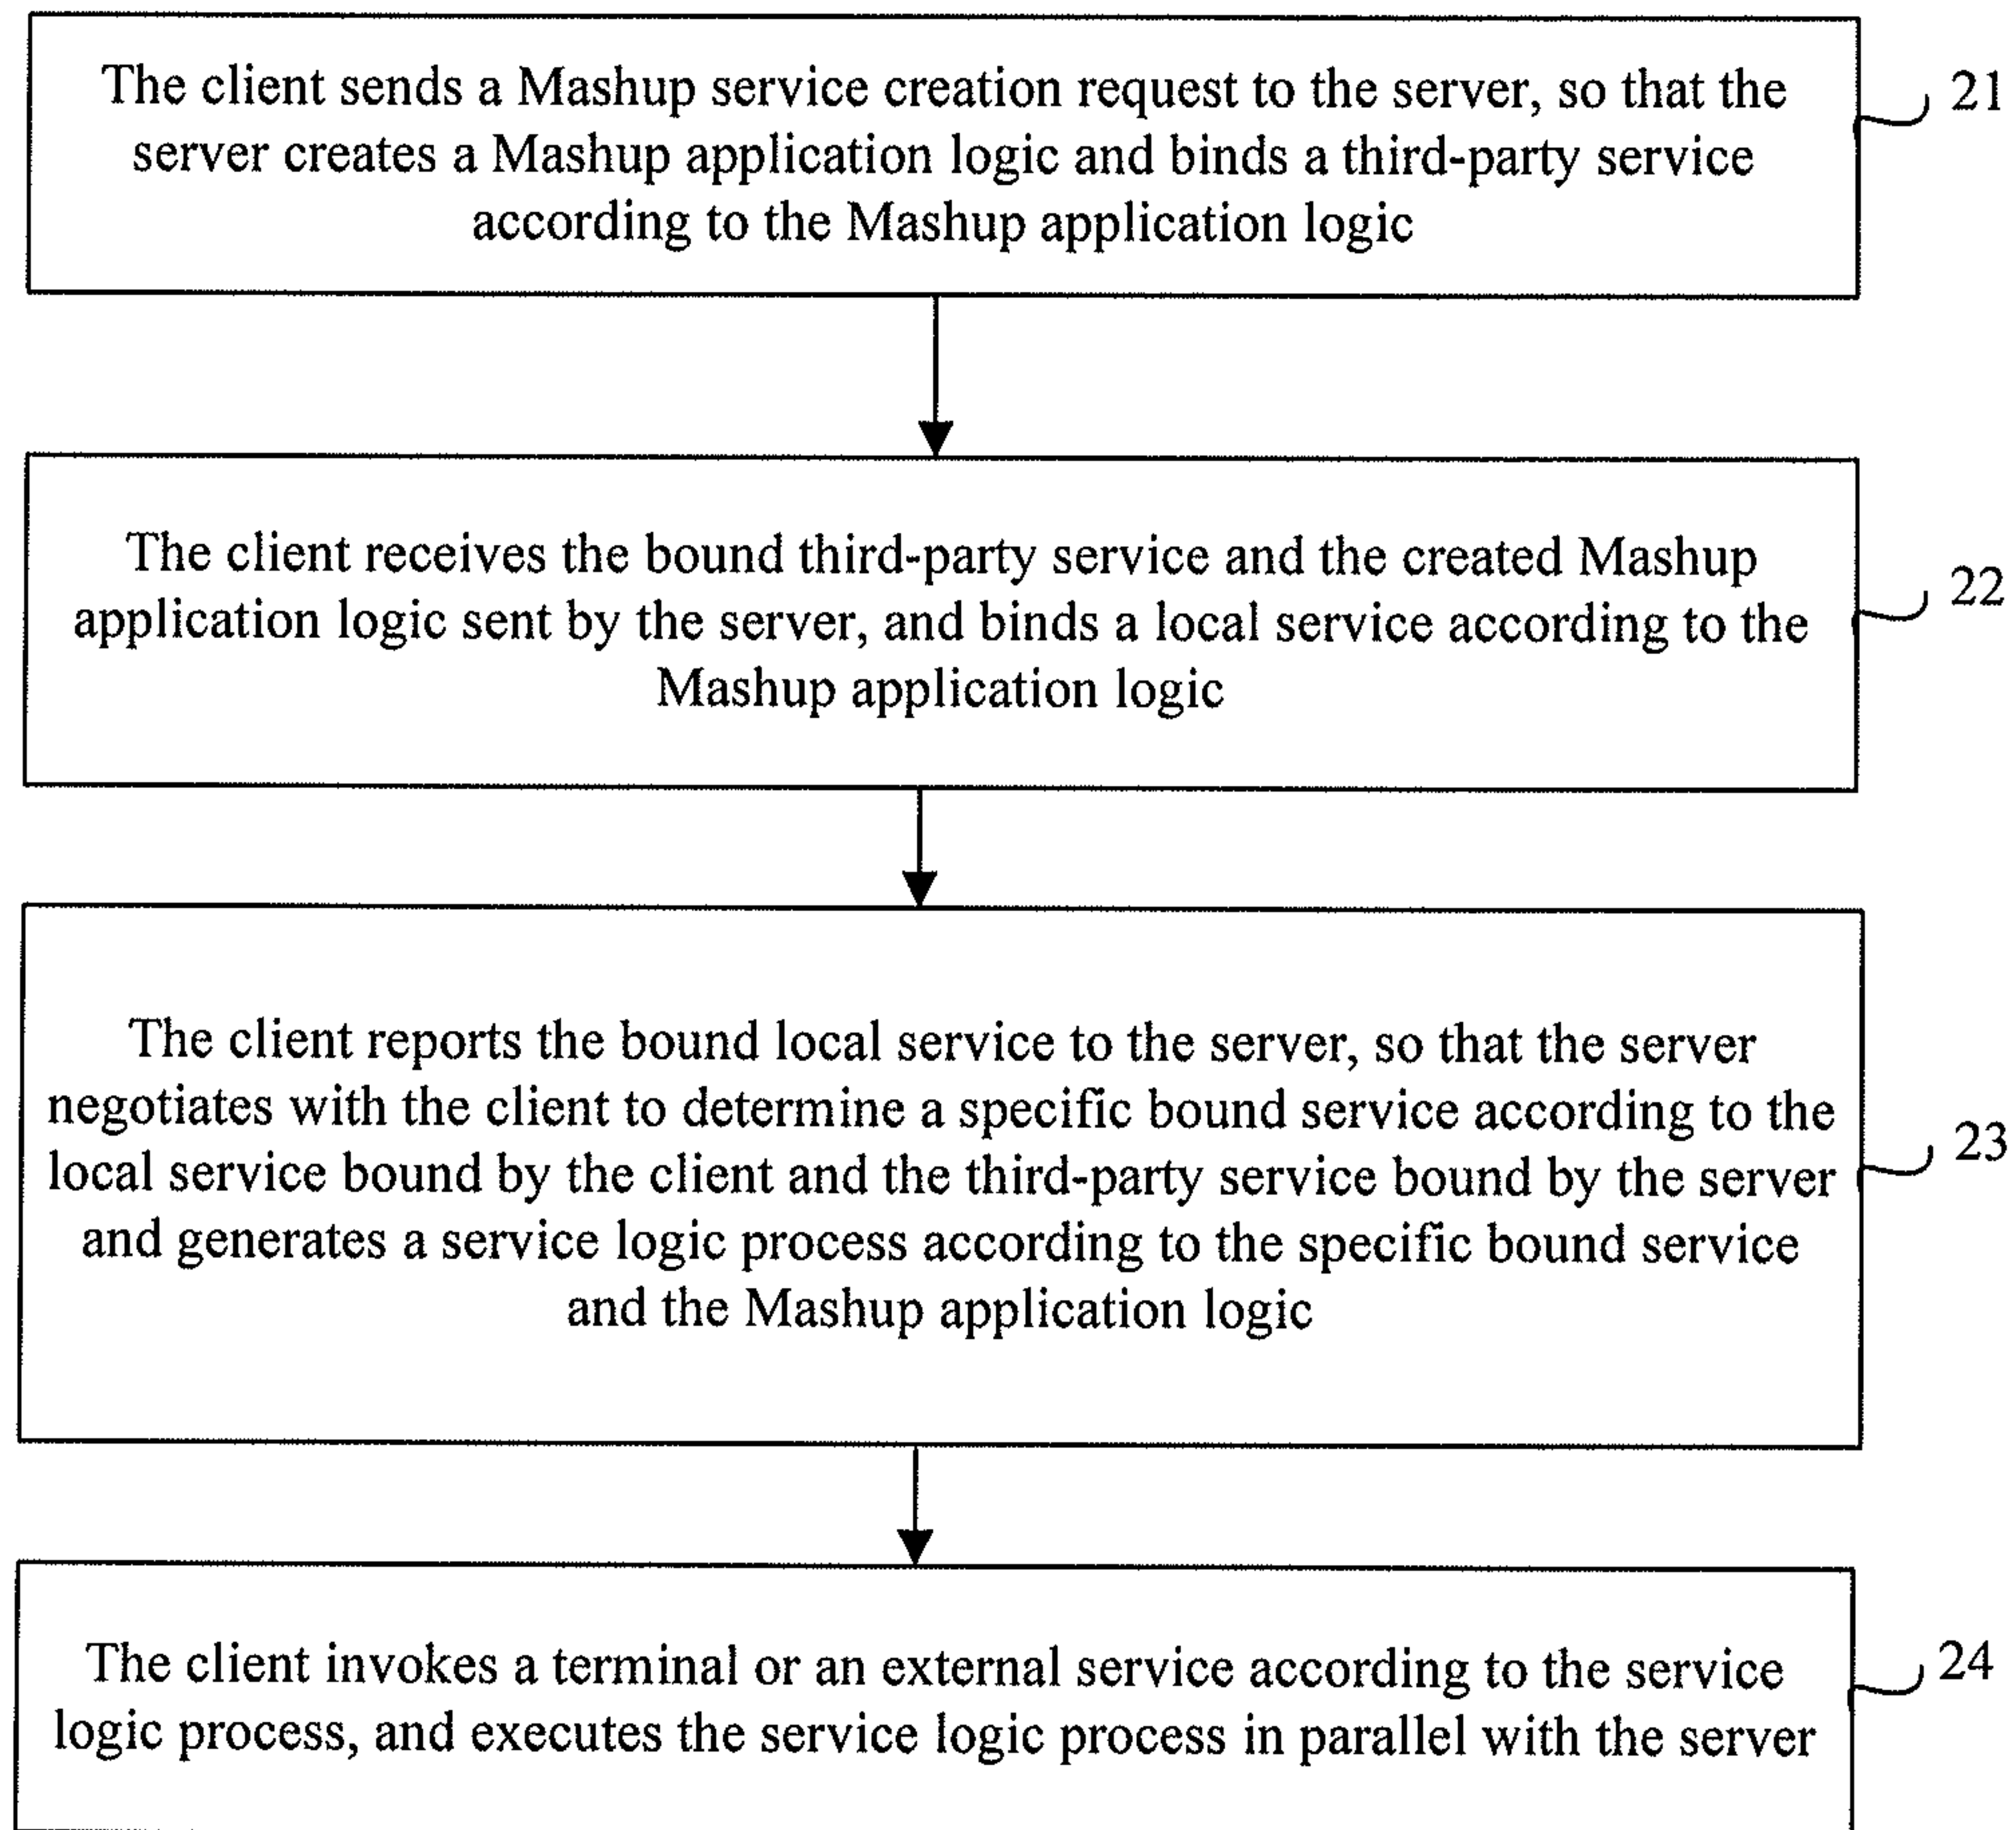 The client sends a Mashup service creation request to the server, so that the
server creates a Mashup application logic and binds a third-party service
according to the Mashup application logic
21
The client receives the bound third-party service and the created Mashup
application logic sent by the server, and binds a local service according to the
Mashup application logic
22
The client reports the bound local service to the server, so that the server
negotiates with the client to determine a specific bound service according to the
local service bound by the client and the third-party service bound by the server
and generates a service logic process according to the specific bound service
and the Mashup application logic
23
The client invokes a terminal or an external service according to the service
logic process, and executes the service logic process in parallel with the server
24